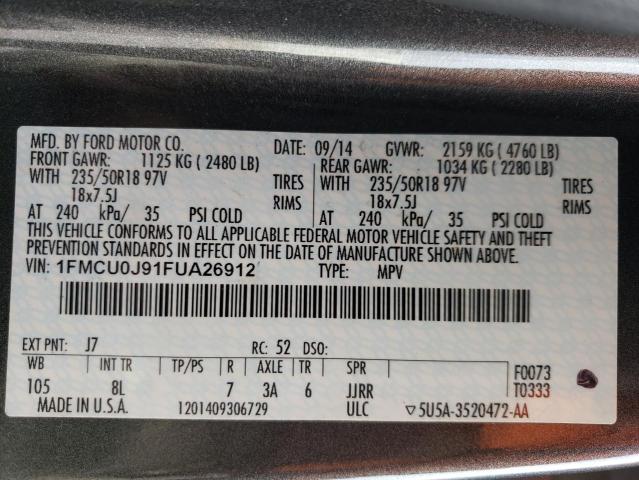 MFD. BY FORD MOTOR CO. DATE: 09/14 GVWR: 2159 KG ( 4760 LB)
FRONT GAWR: 1125 KG ( 2480 LB) REAR GAWR: 1034 KG ( 2280 LB)
WITH 235/50R18 97V TIRES WITH 235/50R18 97V TIRES
18x7.5J RIMS 18x7.5J RIMS
AT 240 kPa/ 35 PSI COLD AT 240 kPa/ 35 PSI COLD
THIS VEHICLE CONFORMS TO ALL APPLICABLE FEDERAL MOTOR VEHICLE SAFETY AND THEFT
PREVENTION STANDARDS IN EFFECT ON THE DATE OF MANUFACTURE SHOWN ABOVE.
VIN: 1FMCU0J91FUA26912 TYPE: MPV
EXT PNT: J7 RC: 52 DSO:
WB INT TR TP/PS R AXLE TR SPR F0073
105 8L 7 3A 6 JJRR T0333
MADE IN U.S.A. 1201409306729 ULC ▽5U5A-3520472-AA